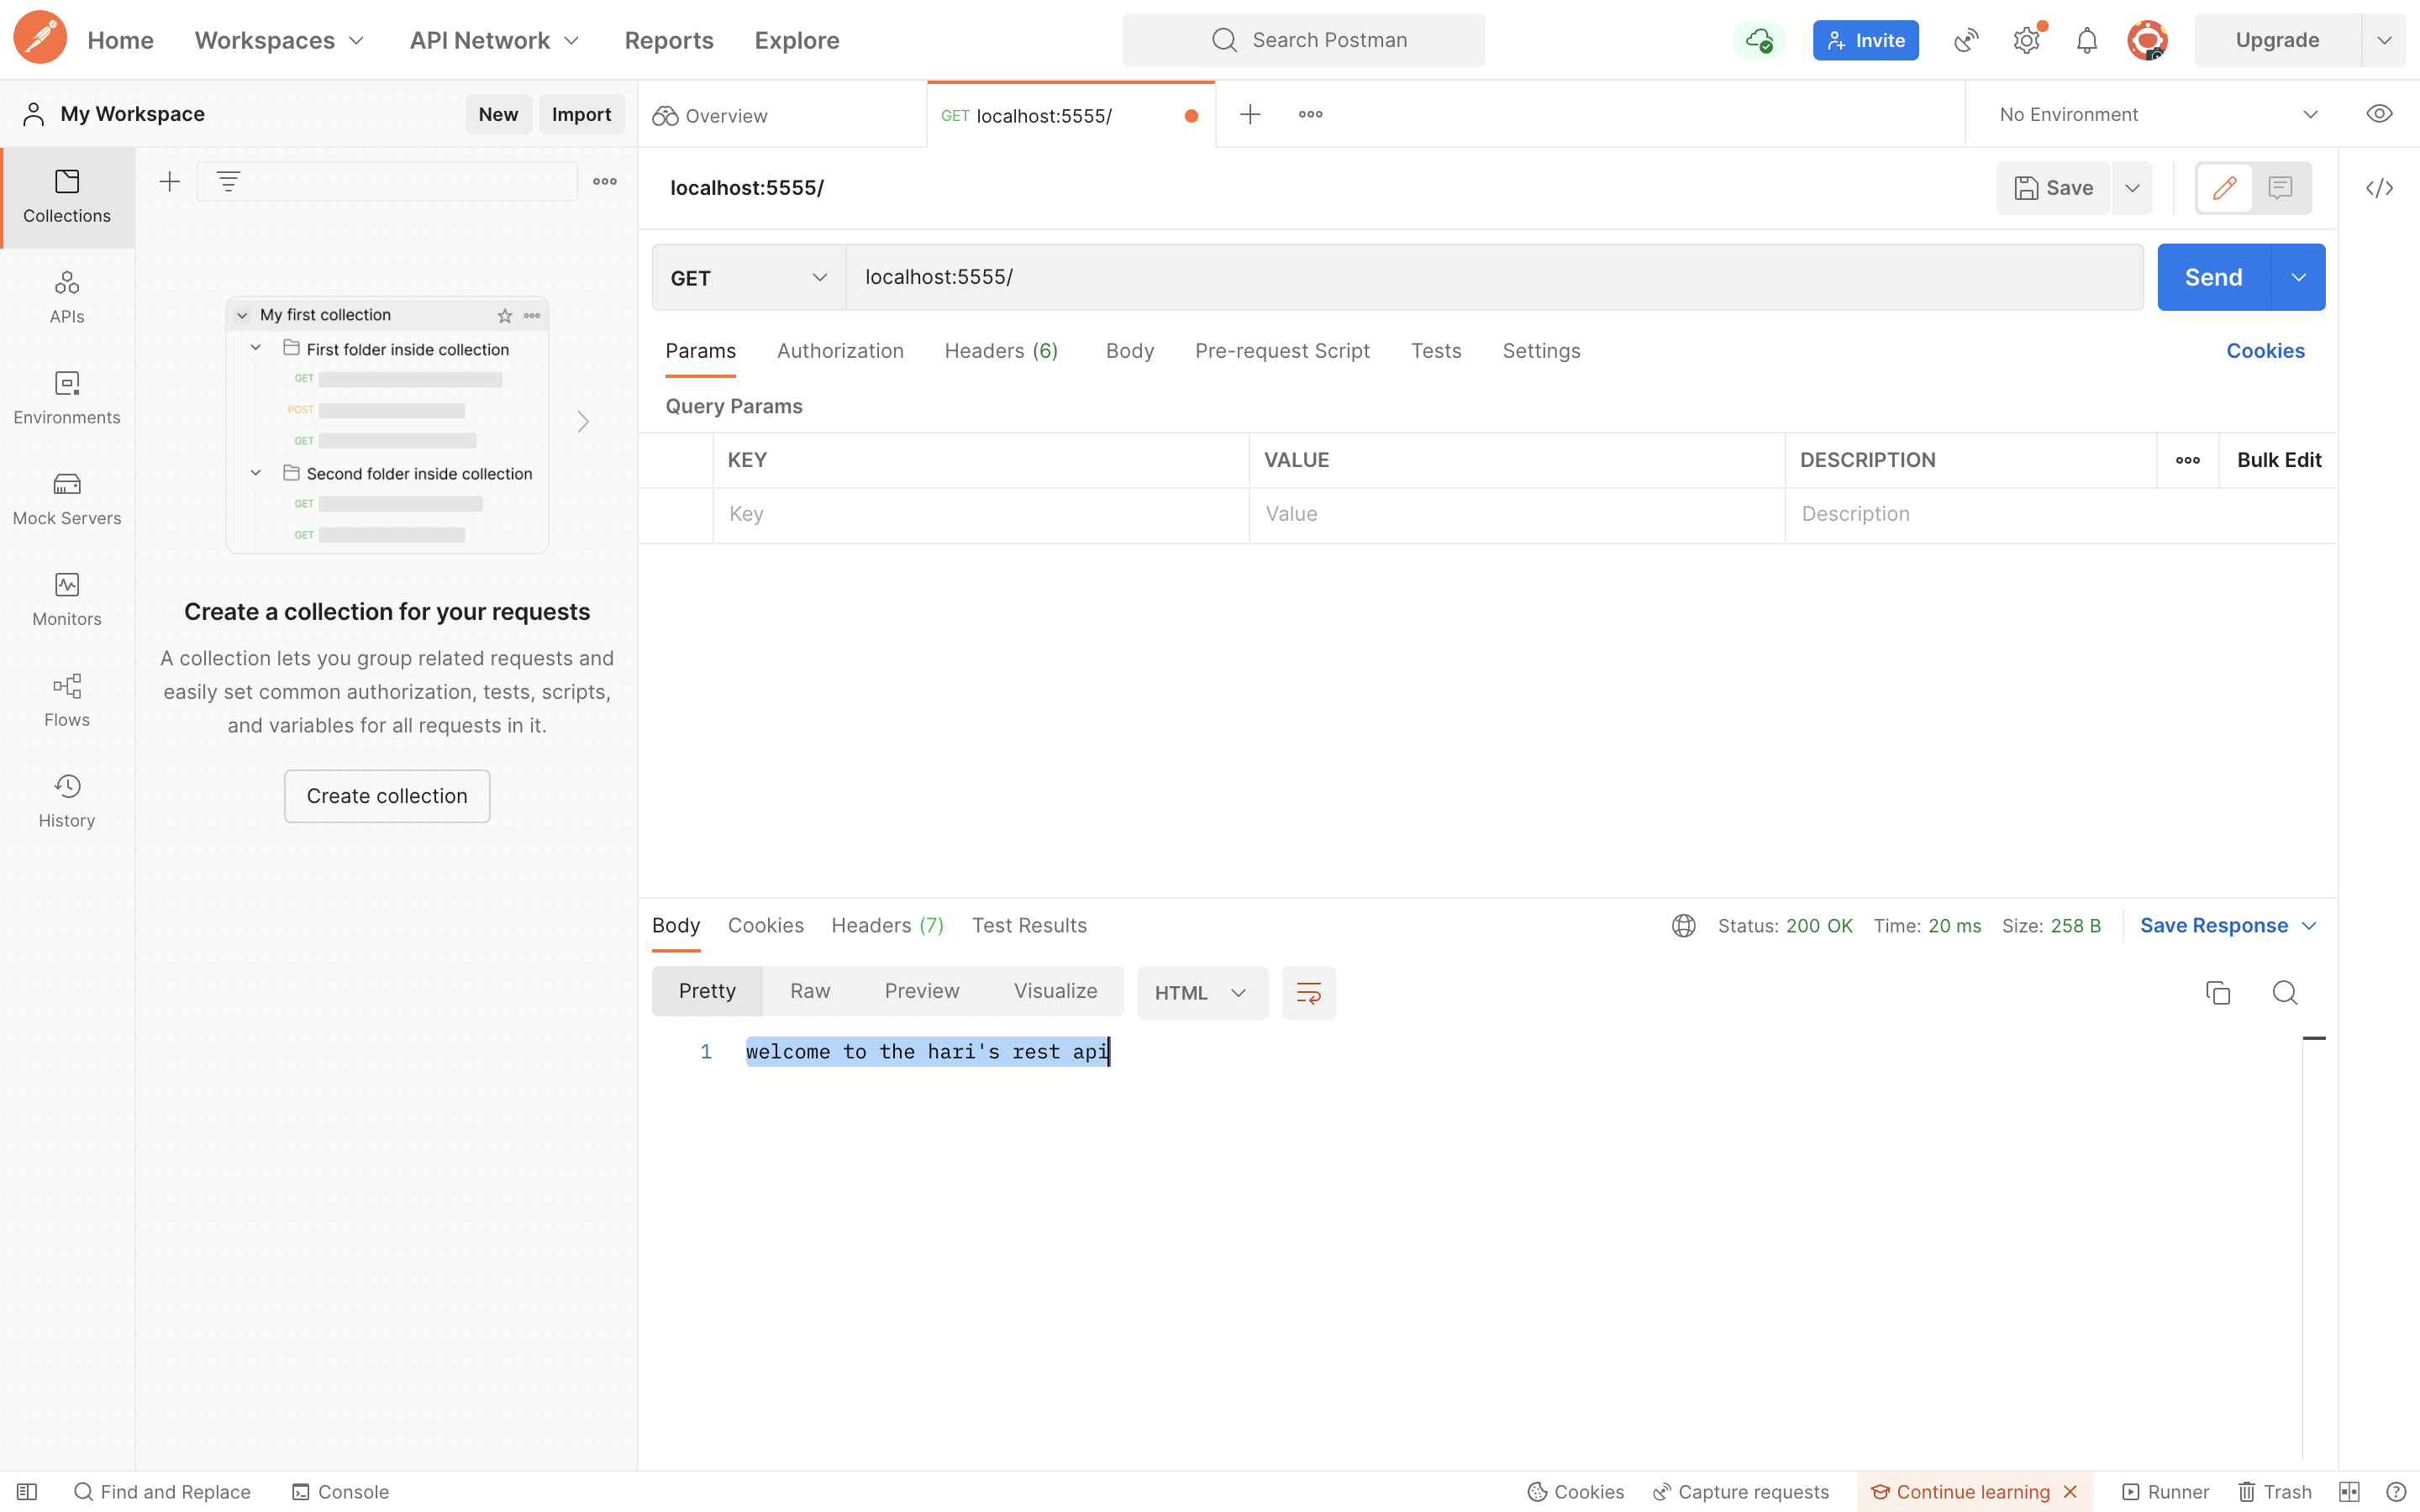 Home Workspaces API Network Reports Explore Search Postman Invite Upgrade
My Workspace New Import Overview GET localhost:5555/ No Environment
Collections
APIs
Environments
Mock Servers
Monitors
Flows
History
My first collection
First folder inside collection
GET
POST
GET
Second folder inside collection
GET
GET
Create a collection for your requests
A collection lets you group related requests and
easily set common authorization, tests, scripts,
and variables for all requests in it.
Create collection
localhost:5555/ Save
GET localhost:5555/ Send
Params Authorization Headers (6) Body Pre-request Script Tests Settings Cookies
Query Params
KEY VALUE DESCRIPTION Bulk Edit
Key Value Description
Body Cookies Headers (7) Test Results Status: 200 OK Time: 20 ms Size: 258 B Save Response
Pretty Raw Preview Visualize HTML
1 welcome to the hari's rest api
Find and Replace Console Cookies Capture requests Continue learning Runner Trash